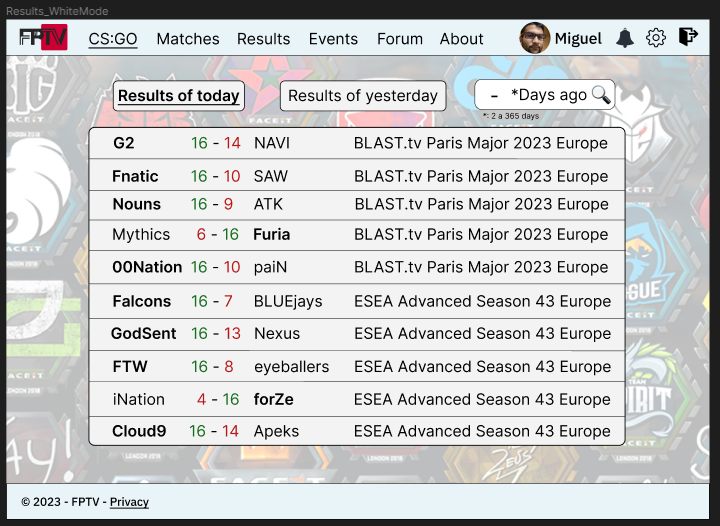 Results_WhiteMode
FPTV CS:GO Matches Results Events Forum About Miguel
Results of today Results of yesterday - *Days ago
*: 2 a 365 days
G2 16 - 14 NAVI BLAST.tv Paris Major 2023 Europe
Fnatic 16 - 10 SAW BLAST.tv Paris Major 2023 Europe
Nouns 16 - 9 ATK BLAST.tv Paris Major 2023 Europe
Mythics 6 - 16 Furia BLAST.tv Paris Major 2023 Europe
00Nation 16 - 10 paiN BLAST.tv Paris Major 2023 Europe
Falcons 16 - 7 BLUEjays ESEA Advanced Season 43 Europe
GodSent 16 - 13 Nexus ESEA Advanced Season 43 Europe
FTW 16 - 8 eyeballers ESEA Advanced Season 43 Europe
iNation 4 - 16 forZe ESEA Advanced Season 43 Europe
Cloud9 16 - 14 Apeks ESEA Advanced Season 43 Europe
© 2023 - FPTV - Privacy